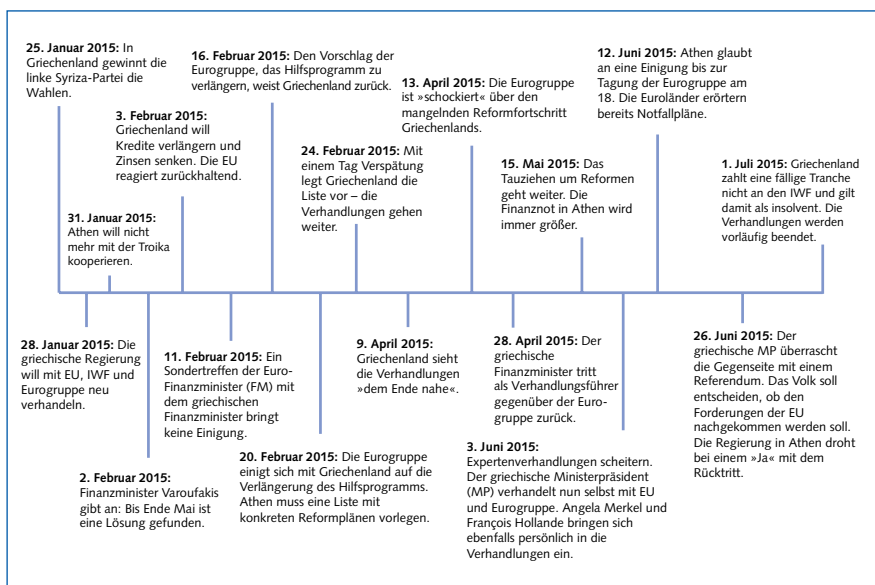 25. Januar 2015: In
Griechenland gewinnt die
linke Syriza-Partei die
Wahlen.
28. Januar 2015: Die
griechische Regierung
will mit EU, IWF und
Eurogruppe neu
verhandeln.
31. Januar 2015:
Athen will nicht
mehr mit der Troika
kooperieren.
2. Februar 2015:
Finanzminister Varoufakis
gibt an: Bis Ende Mai ist
eine Lösung gefunden.
3. Februar 2015:
Griechenland will
Kredite verlängern und
Zinsen senken. Die EU
reagiert zurückhaltend.
11. Februar 2015: Ein
Sondertreffen der Euro-
Finanzminister (FM) mit
dem griechischen
Finanzminister bringt
keine Einigung.
16. Februar 2015: Den Vorschlag der
Eurogruppe, das Hilfsprogramm zu
verlängern, weist Griechenland zurück.
20. Februar 2015: Die Eurogruppe
einigt sich mit Griechenland auf die
Verlängerung des Hilfsprogramms.
Athen muss eine Liste mit
konkreten Reformplänen vorlegen.
24. Februar 2015: Mit
einem Tag Verspätung
legt Griechenland die
Liste vor – die
Verhandlungen gehen
weiter.
9. April 2015:
Griechenland sieht
die Verhandlungen
»dem Ende nahe«.
13. April 2015: Die Eurogruppe
ist »schockiert« über den
mangelnden Reformfortschritt
Griechenlands.
28. April 2015: Der
griechische
Finanzminister tritt
als Verhandlungsführer
gegenüber der Euro-
gruppe zurück.
15. Mai 2015: Das
Tauziehen um Reformen
geht weiter. Die
Finanznot in Athen wird
immer größer.
3. Juni 2015:
Expertenverhandlungen scheitern.
Der griechische Ministerpräsident
(MP) verhandelt nun selbst mit EU
und Eurogruppe. Angela Merkel und
François Hollande bringen sich
ebenfalls persönlich in die
Verhandlungen ein.
12. Juni 2015: Athen glaubt
an eine Einigung bis zur
Tagung der Eurogruppe am
18. Die Euroländer erörtern
bereits Notfallpläne.
26. Juni 2015: Der
griechische MP überrascht
die Gegenseite mit einem
Referendum. Das Volk soll
entscheiden, ob den
Forderungen der EU
nachgekommen werden soll.
Die Regierung in Athen droht
bei einem »Ja« mit dem
Rücktritt.
1. Juli 2015: Griechenland
zahlt eine fällige Tranche
nicht an den IWF und gilt
damit als insolvent. Die
Verhandlungen werden
vorläufig beendet.